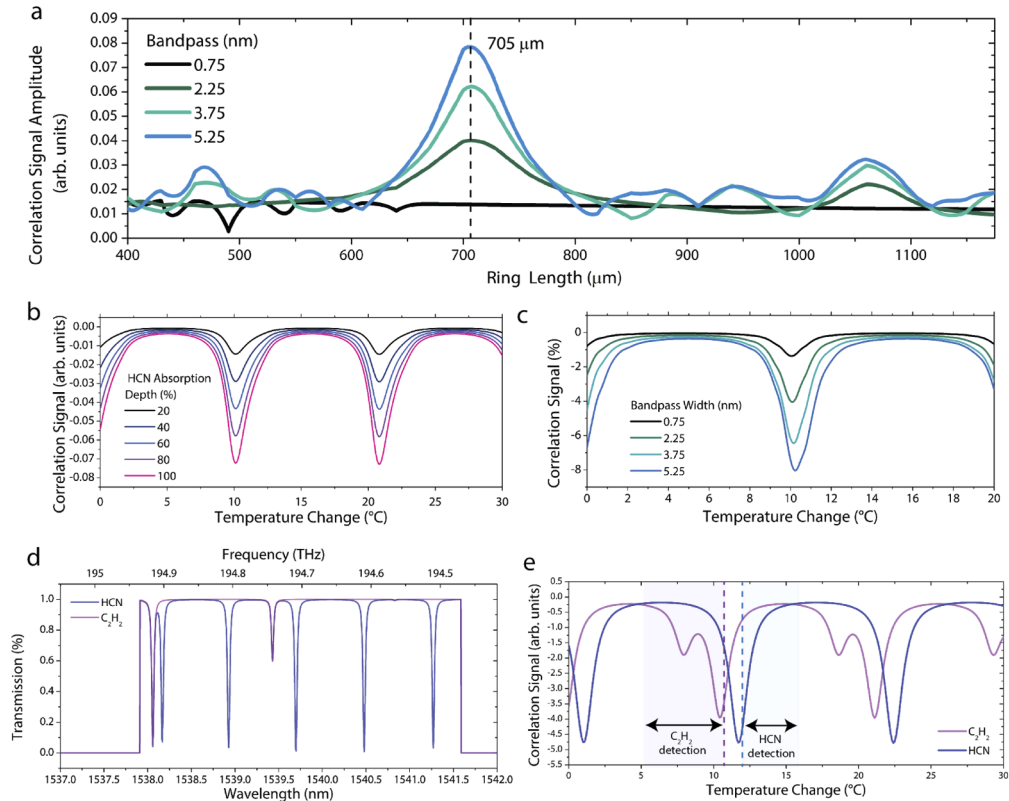 a
0.09
0.08
0.07
0.06
0.05
0.04
0.03
0.02
0.01
0.00
Correlation Signal Amplitude
(arb. units)
Bandpass (nm)
0.75
2.25
3.75
5.25
705 μm
400 500 600 700 800 900 1000 1100
Ring Length (μm)
b
0.00
-0.01
-0.02
-0.03
-0.04
-0.05
-0.06
-0.07
-0.08
Correlation Signal (arb. units)
HCN Absorption
Depth (%)
20
40
60
80
100
0 5 10 15 20 25 30
Temperature Change (°C)
c
0
-2
-4
-6
-8
Correlation Signal (%)
Bandpass Width (nm)
0.75
2.25
3.75
5.25
0 2 4 6 8 10 12 14 16 18 20
Temperature Change (°C)
d
Frequency (THz)
195 194.9 194.8 194.7 194.6 194.5
HCN
C₂H₂
1.0
0.8
0.6
0.4
0.2
0.0
Transmission (%)
1537.0 1538.0 1538.5 1539.0 1539.5 1540.0 1540.5 1541.0 1541.5 1542.0
Wavelength (nm)
e
0.5
0.0
-0.5
-1.0
-1.5
-2.0
-2.5
-3.0
-3.5
-4.0
-4.5
-5.0
-5.5
Correlation Signal (arb. units)
C₂H₂
detection
HCN
detection
C₂H₂
HCN
0 5 10 15 20 25 30
Temperature Change (°C)